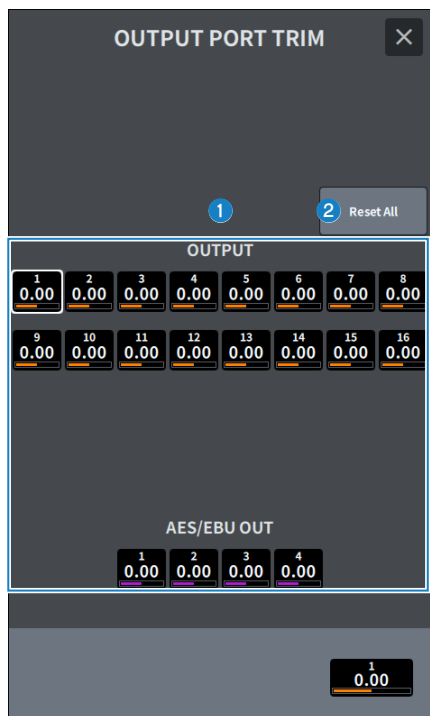 OUTPUT PORT TRIM
1
2 Reset All
OUTPUT
1 2 3 4 5 6 7 8
0.00 0.00 0.00 0.00 0.00 0.00 0.00 0.00
9 10 11 12 13 14 15 16
0.00 0.00 0.00 0.00 0.00 0.00 0.00 0.00
AES/EBU OUT
1 2 3 4
0.00 0.00 0.00 0.00
1
0.00